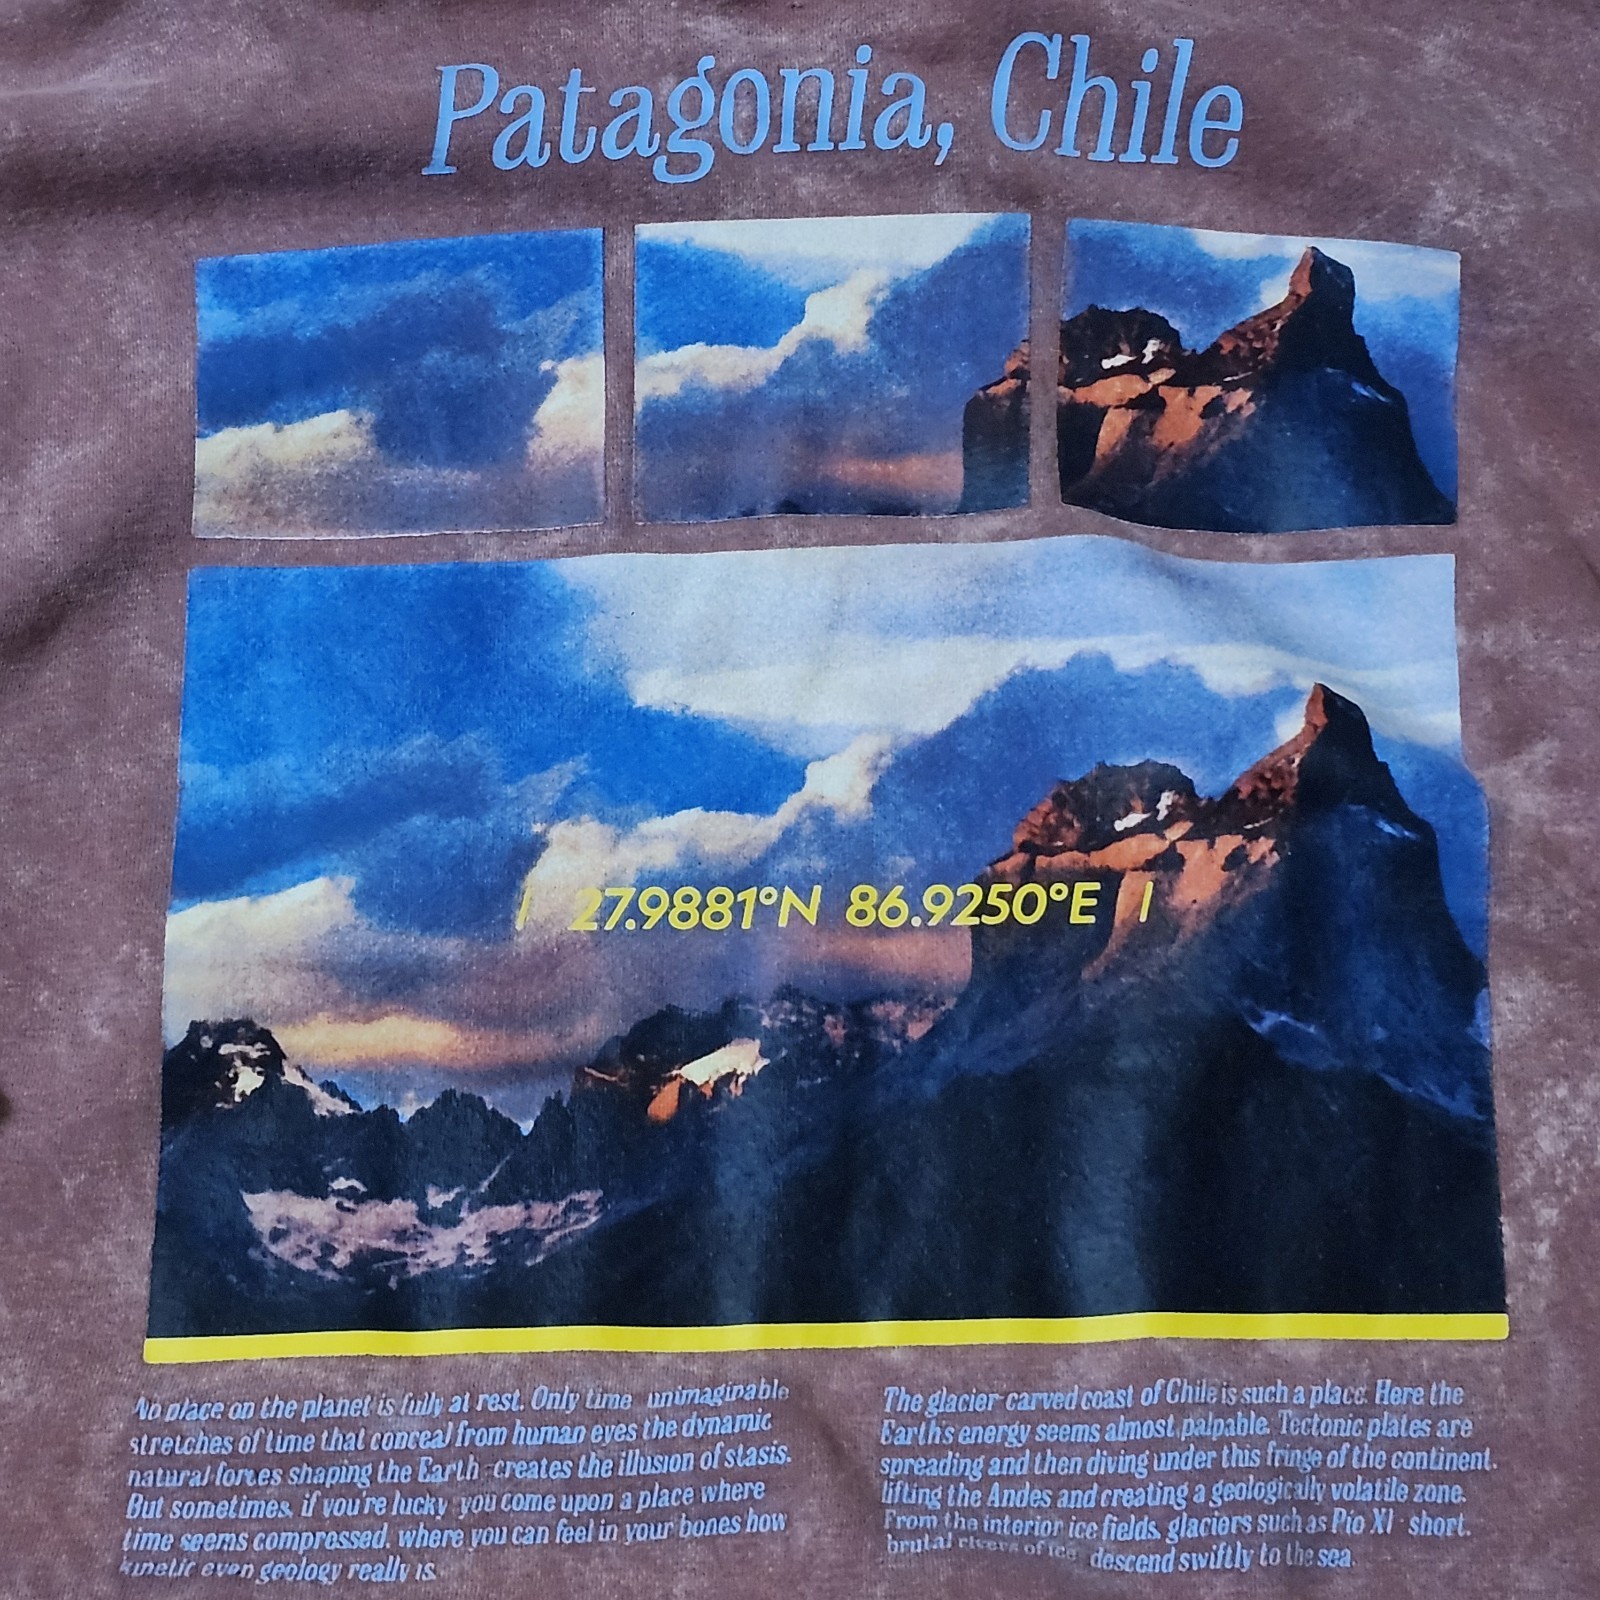 Patagonia, Chile
| 27.9881°N 86.9250°E |
No place on the planet is fully at rest. Only time unimaginable
stretches of time that conceal from human eyes the dynamic
natural forces shaping the Earth creates the illusion of stasis.
But sometimes, if you're lucky you come upon a place where
time seems compressed, where you can feel in your bones how
kinetic even geology really is.
The glacier-carved coast of Chile is such a place. Here the
Earth's energy seems almost palpable. Tectonic plates are
spreading and then diving under this fringe of the continent.
lifting the Andes and creating a geologically volatile zone.
From the interior ice fields, glaciers such as Pio XI - short.
brutal rivers of ice descend swiftly to the sea.